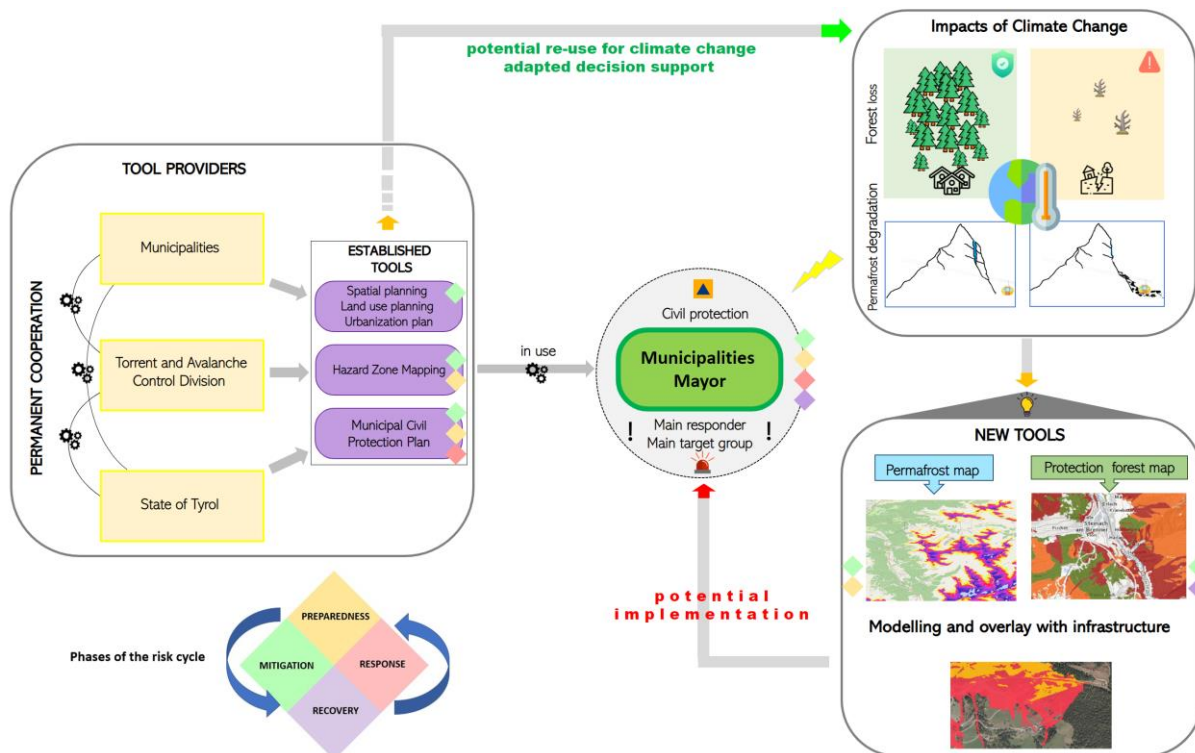 potential re-use for climate change
adapted decision support
Impacts of Climate Change
Forest loss
Permafrost degradation
TOOL PROVIDERS
PERMANENT COOPERATION
Municipalities
Torrent and Avalanche
Control Division
State of Tyrol
ESTABLISHED
TOOLS
Spatial planning
Land use planning
Urbanization plan
Hazard Zone Mapping
Municipal Civil
Protection Plan
in use
Civil protection
Municipalities
Mayor
! Main responder !
Main target group
NEW TOOLS
Permafrost map
Protection forest map
Modelling and overlay with infrastructure
potential
implementation
Phases of the risk cycle
PREPAREDNESS
MITIGATION
RESPONSE
RECOVERY